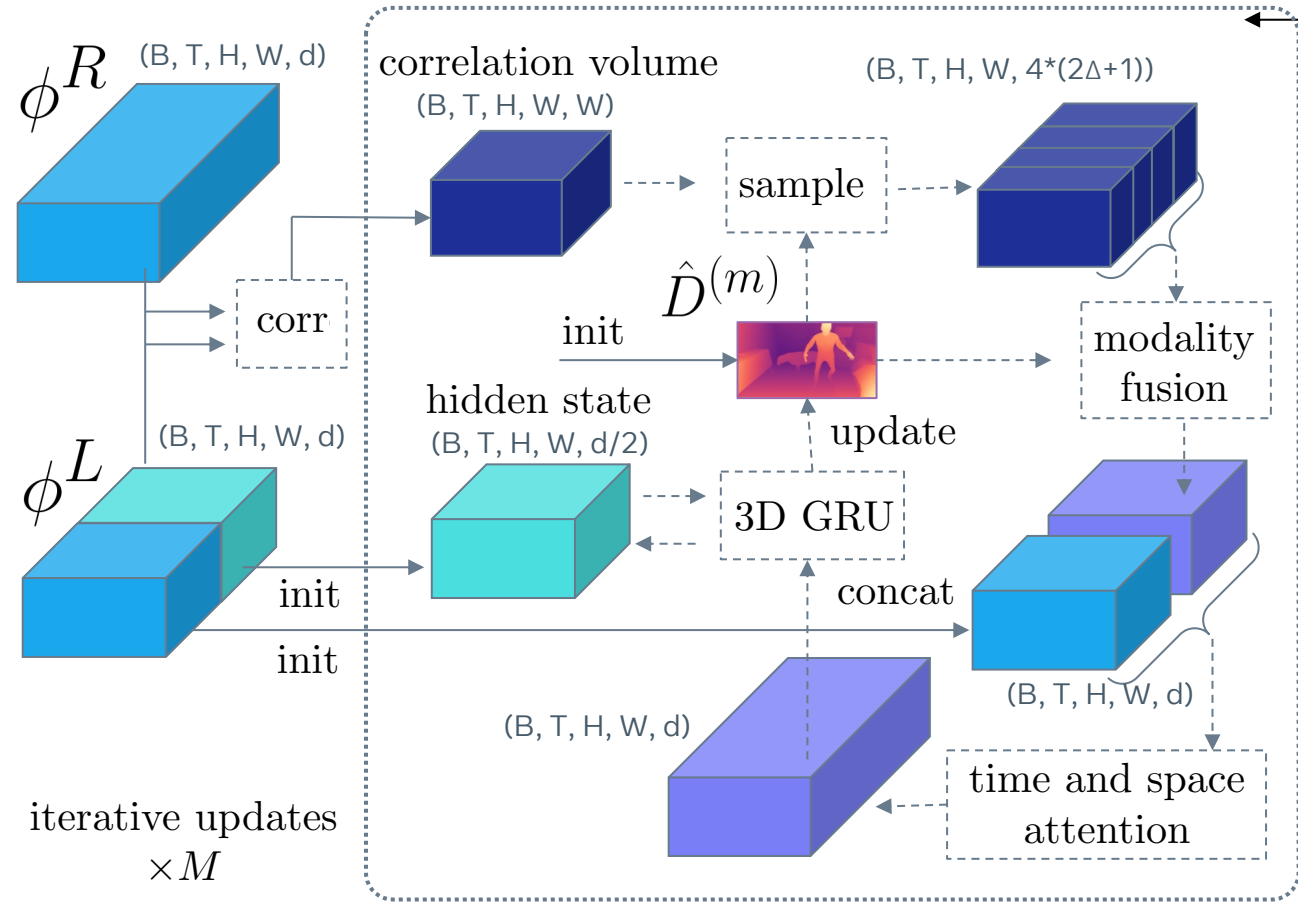 ϕ^R
(B, T, H, W, d)
correlation volume
(B, T, H, W, W)
(B, T, H, W, 4*(2Δ+1))
sample
corr
D̂^(m)
init
modality
fusion
hidden state
(B, T, H, W, d/2)
update
ϕ^L
(B, T, H, W, d)
3D GRU
init
concat
init
(B, T, H, W, d)
(B, T, H, W, d)
time and space
attention
iterative updates
×M